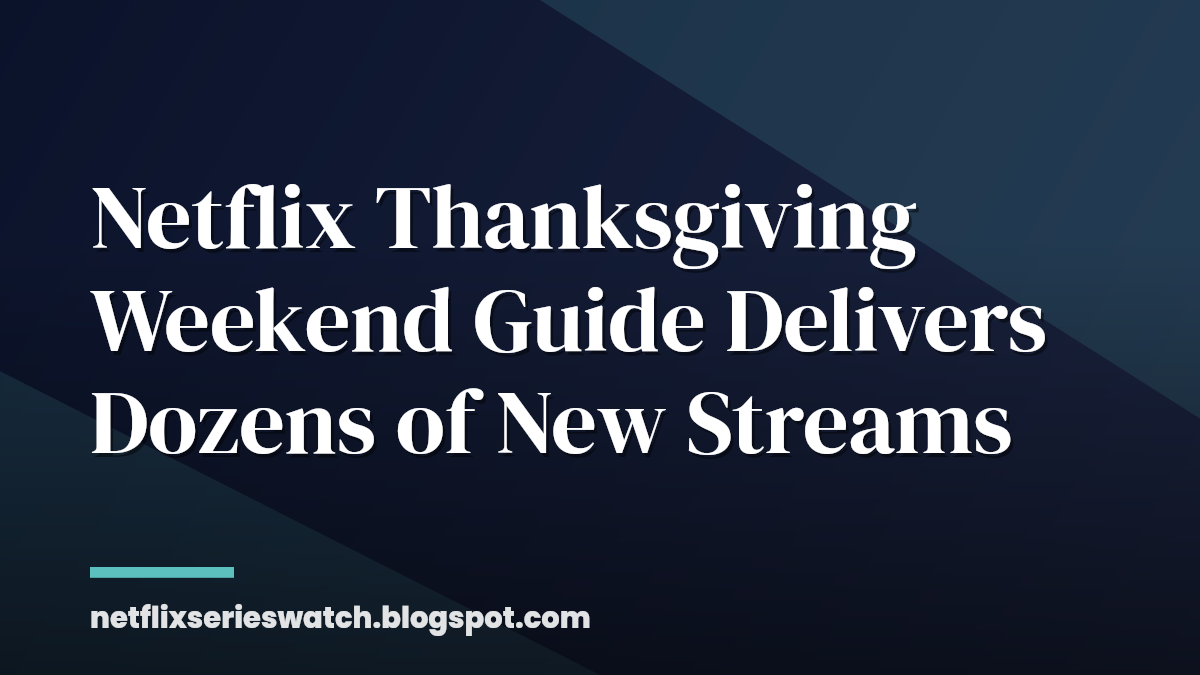 Netflix Thanksgiving
Weekend Guide Delivers
Dozens of New Streams
netflixserieswatch.blogspot.com